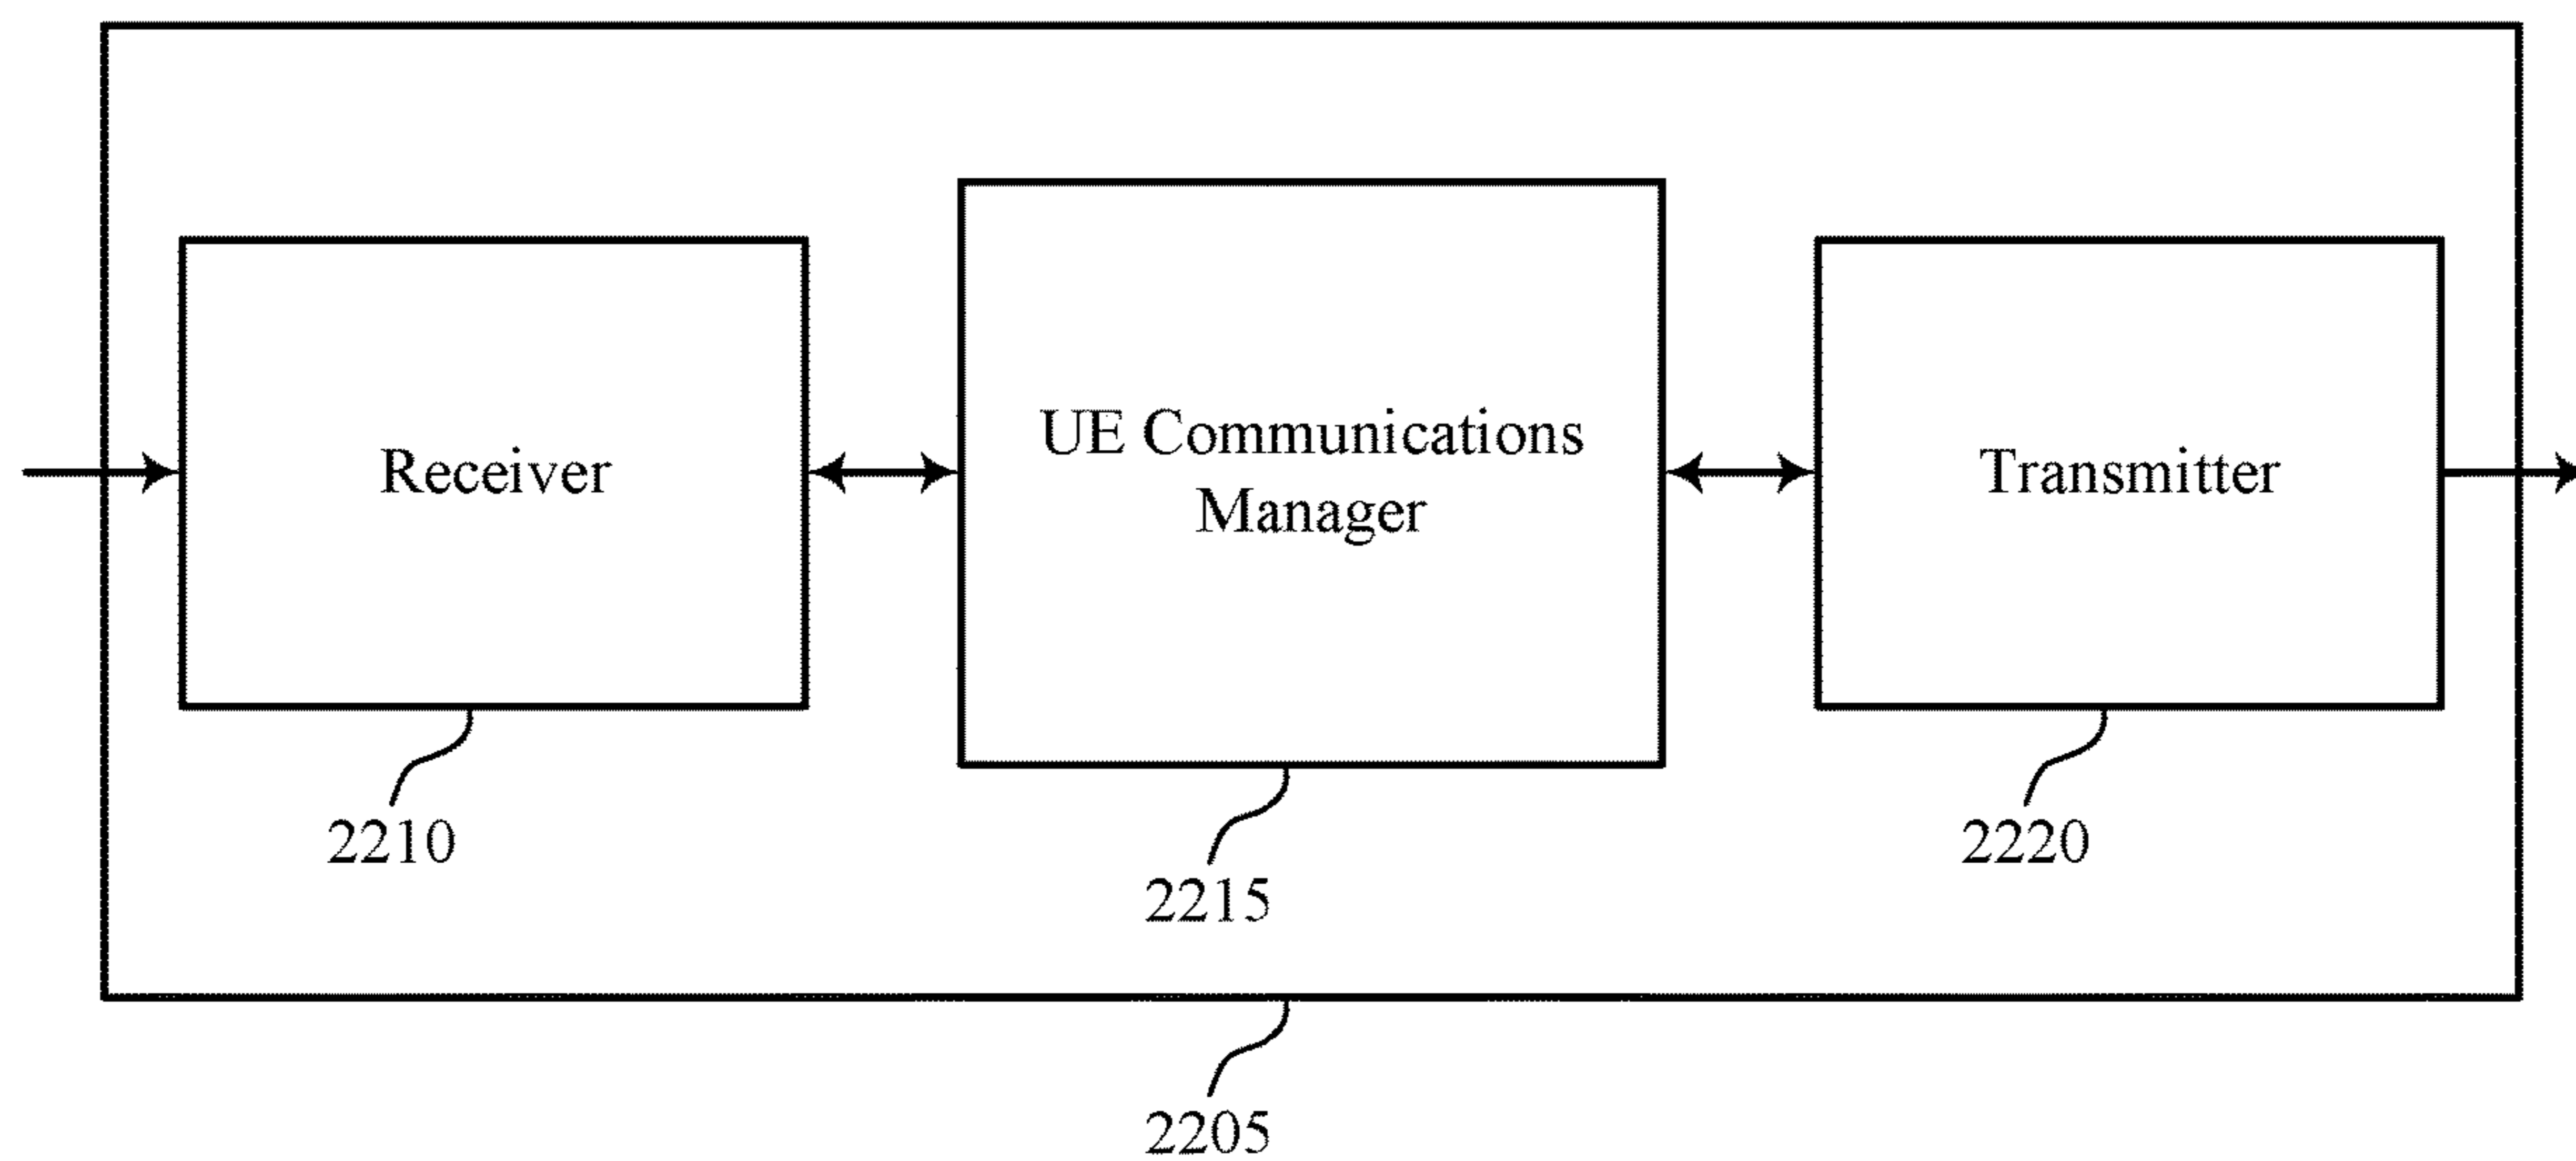 Receiver
UE Communications
Manager
Transmitter
2210
2215
2220
2205